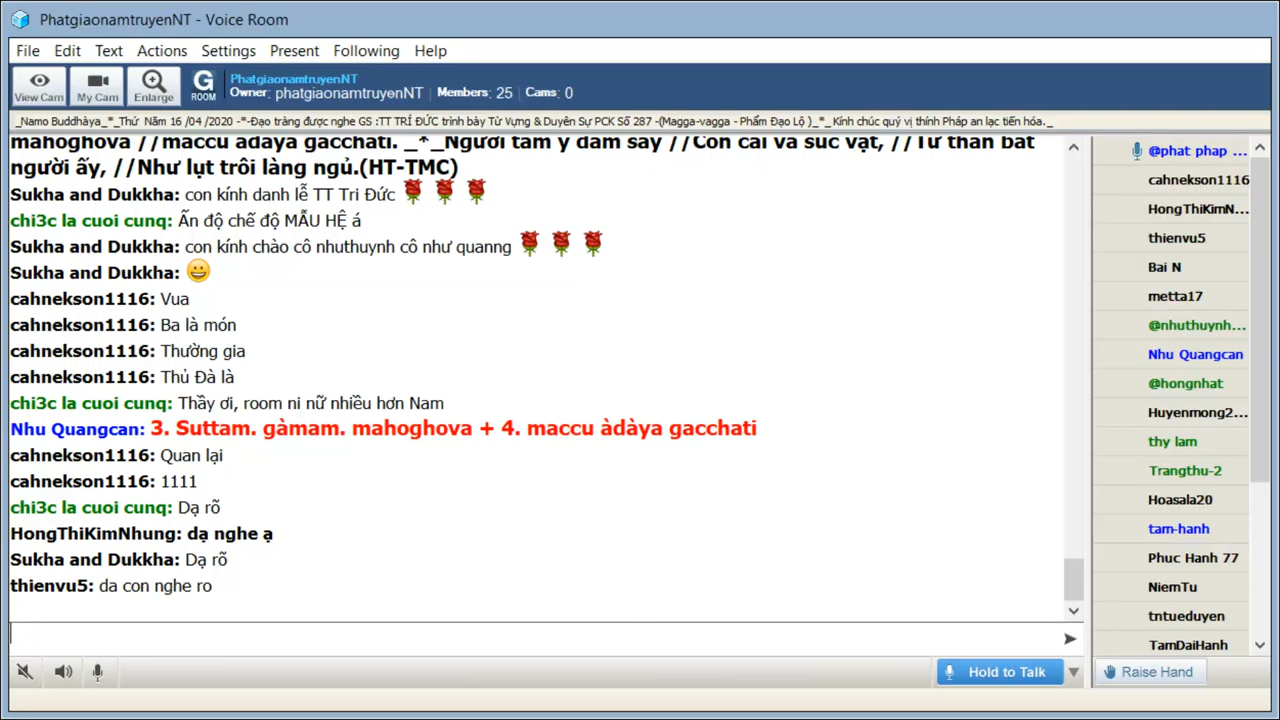 PhatgiaonamtruyenNT - Voice Room
File Edit Text Actions Settings Present Following Help
View Cam My Cam Enlarge G ROOM
PhatgiaonamtruyenNT
Owner: phatgiaonamtruyenNT Members: 25 Cams: 0
_Namo Buddhàya_*_Thứ Năm 16 /04 /2020 -*-Đạo tràng được nghe GS :TT TRÍ ĐỨC trình bày Từ Vựng & Duyên Sự PCK Số 287 -(Magga-vagga - Phẩm Đạo Lộ )_*_ Kính chúc quý vị thính Pháp an lạc tiến hóa._
mahoghova //maccu àdàya gacchati. _*_Người tâm ý đắm say //Con cái và súc vật, //Tử thần bắt
người ấy, //Như lụt trôi làng ngủ.(HT-TMC)
Sukha and Dukkha: con kính danh lễ TT Tri Đức
chi3c la cuoi cunq: Ấn độ chế độ MẪU HỆ á
Sukha and Dukkha: con kính chào cô nhuthuynh cô như quanng
Sukha and Dukkha:
cahnekson1116: Vua
cahnekson1116: Ba là món
cahnekson1116: Thường gia
cahnekson1116: Thủ Đà là
chi3c la cuoi cunq: Thầy ơi, room ni nữ nhiều hơn Nam
Nhu Quangcan: 3. Suttam. gàmam. mahoghova + 4. maccu àdàya gacchati
cahnekson1116: Quan lại
cahnekson1116: 1111
chi3c la cuoi cunq: Dạ rõ
HongThiKimNhung: dạ nghe ạ
Sukha and Dukkha: Dạ rõ
thienvu5: da con nghe ro
@phat phap ...
cahnekson1116
HongThiKimN...
thienvu5
Bai N
metta17
@nhuthuynh...
Nhu Quangcan
@hongnhat
Huyenmong2...
thy lam
Trangthu-2
Hoasala20
tam-hanh
Phuc Hanh 77
NiemTu
tntueduyen
TamDaiHanh
Hold to Talk
Raise Hand